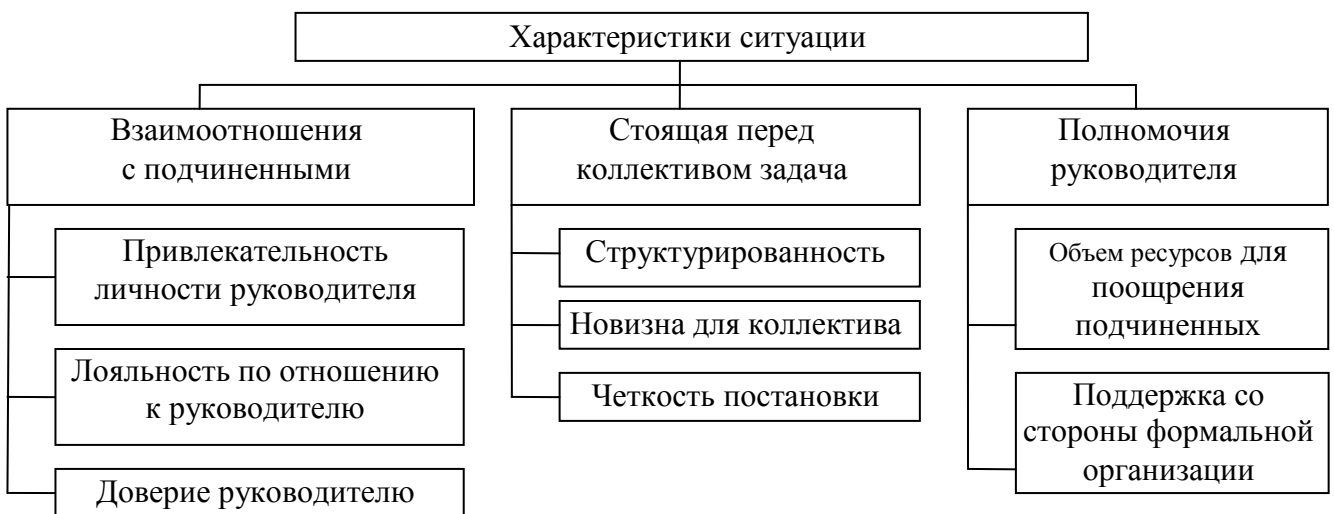 Характеристики ситуации
Взаимоотношения
с подчиненными
Привлекательность
личности руководителя
Лояльность по отношению
к руководителю
Доверие руководителю
Стоящая перед
коллективом задача
Структурированность
Новизна для коллектива
Четкость постановки
Полномочия
руководителя
Объем ресурсов для
поощрения
подчиненных
Поддержка со
стороны формальной
организации